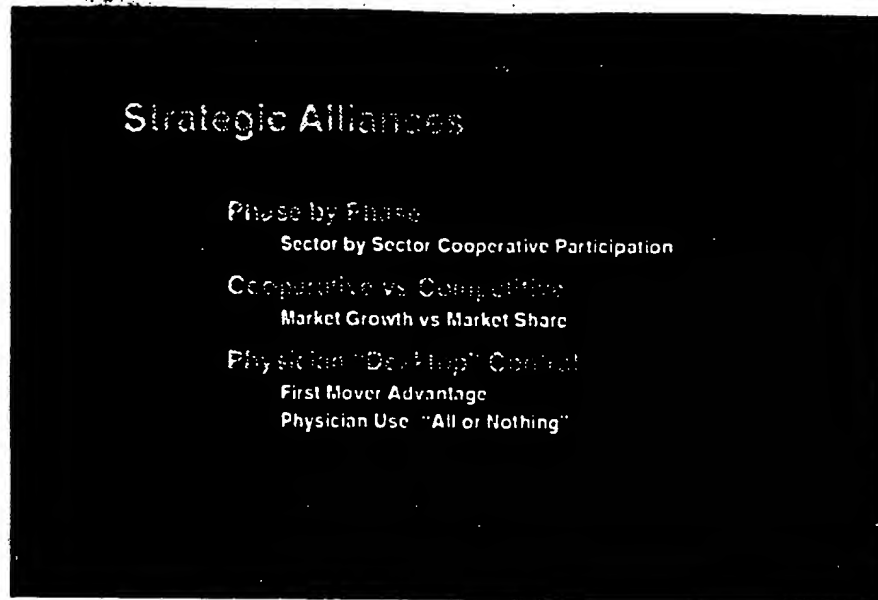 Strategic Alliances
Phase by Phase
Sector by Sector Cooperative Participation
Cooperative vs Competitive
Market Growth vs Market Share
Physician "Desktop" Control
First Mover Advantage
Physician Use "All or Nothing"